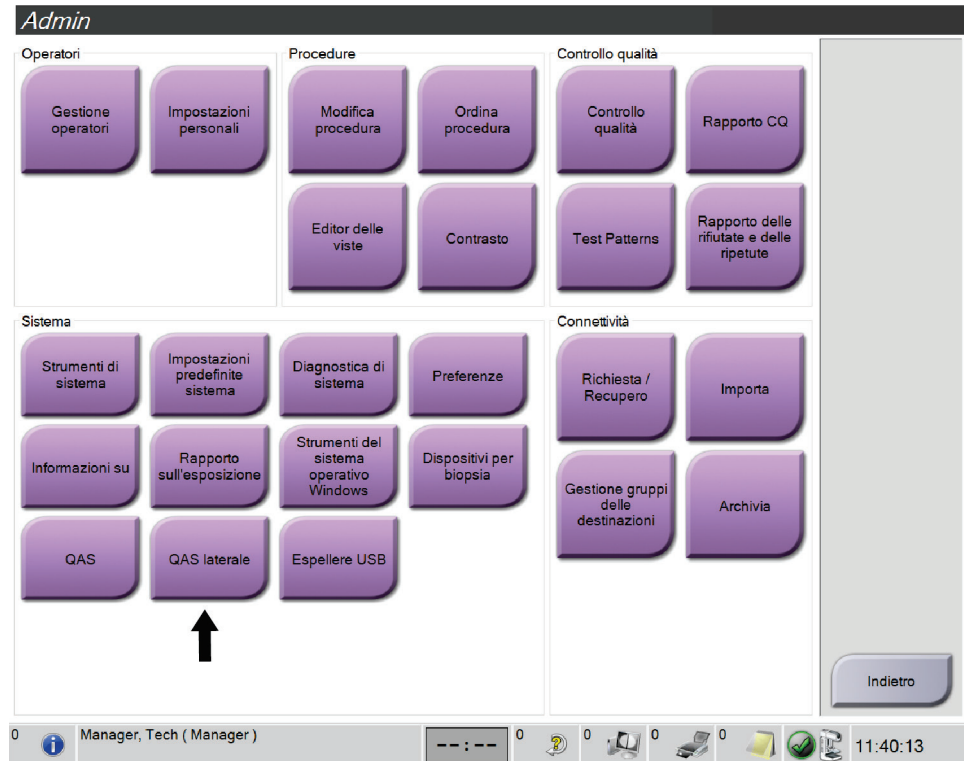 Admin
Operatori
Gestione
operatori
Impostazioni
personali
Procedure
Modifica
procedura
Ordina
procedura
Editor delle
viste
Contrasto
Controllo qualità
Controllo
qualità
Rapporto CQ
Test Patterns
Rapporto delle
rifiutate e delle
ripetute
Sistema
Strumenti di
sistema
Impostazioni
predefinite
sistema
Diagnostica di
sistema
Preferenze
Informazioni su
Rapporto
sull'esposizione
Strumenti del
sistema
operativo
Windows
Dispositivi per
biopsia
QAS
QAS laterale
Espellere USB
Connettività
Richiesta /
Recupero
Importa
Gestione gruppi
delle
destinazioni
Archivia
Indietro
0 Manager, Tech ( Manager ) --:-- 0 0 0 0 11:40:13